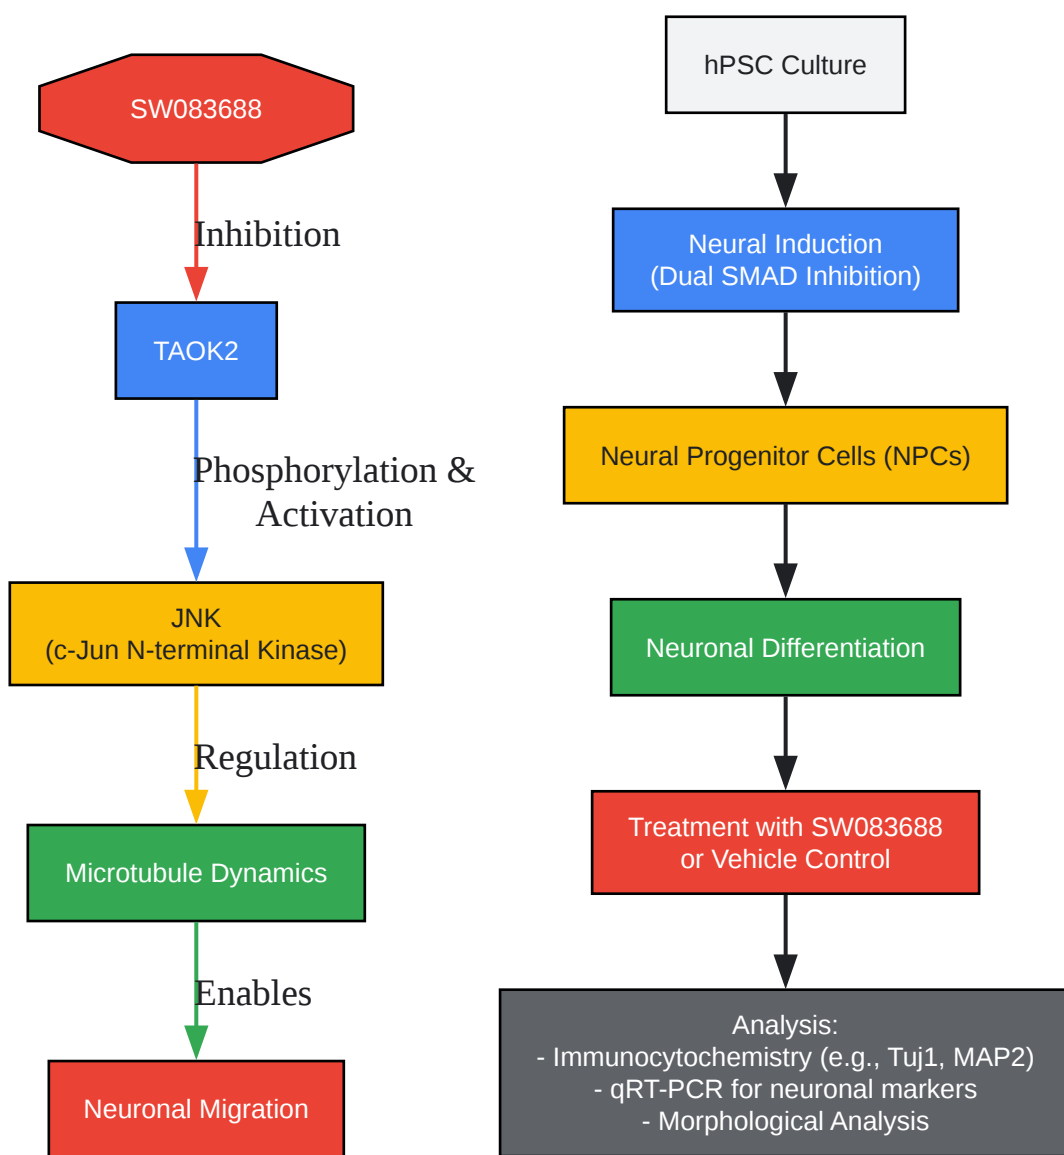 SW083688
Inhibition
TAOK2
Phosphorylation &
Activation
JNK
(c-Jun N-terminal Kinase)
Regulation
Microtubule Dynamics
Enables
Neuronal Migration
hPSC Culture
Neural Induction
(Dual SMAD Inhibition)
Neural Progenitor Cells (NPCs)
Neuronal Differentiation
Treatment with SW083688
or Vehicle Control
Analysis:
- Immunocytochemistry (e.g., Tuj1, MAP2)
- qRT-PCR for neuronal markers
- Morphological Analysis